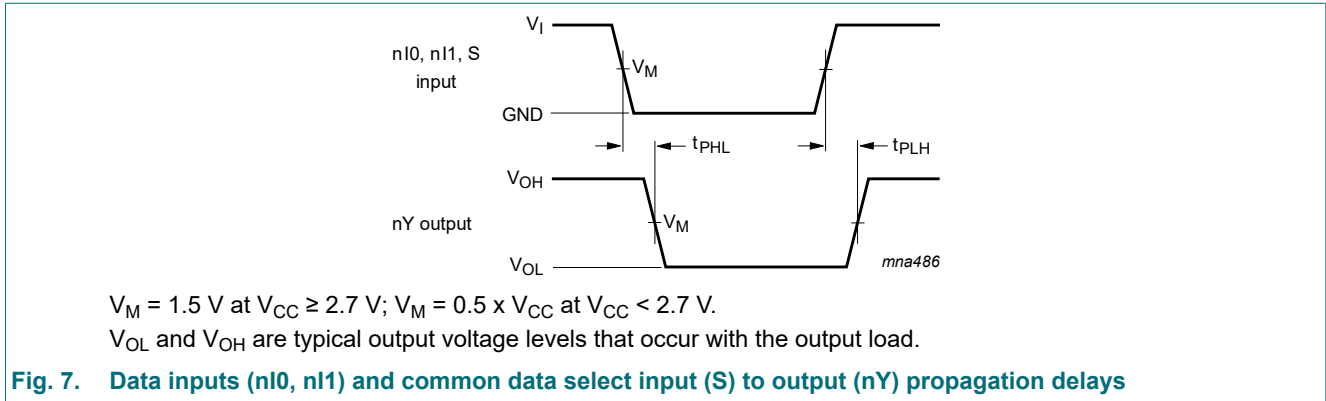 V_I
nI0, nI1, S
input
V_M
GND
t_PHL
t_PLH
V_OH
nY output
V_M
V_OL
mna486
V_M = 1.5 V at V_CC ≥ 2.7 V; V_M = 0.5 x V_CC at V_CC < 2.7 V.
V_OL and V_OH are typical output voltage levels that occur with the output load.
Fig. 7. Data inputs (nI0, nI1) and common data select input (S) to output (nY) propagation delays